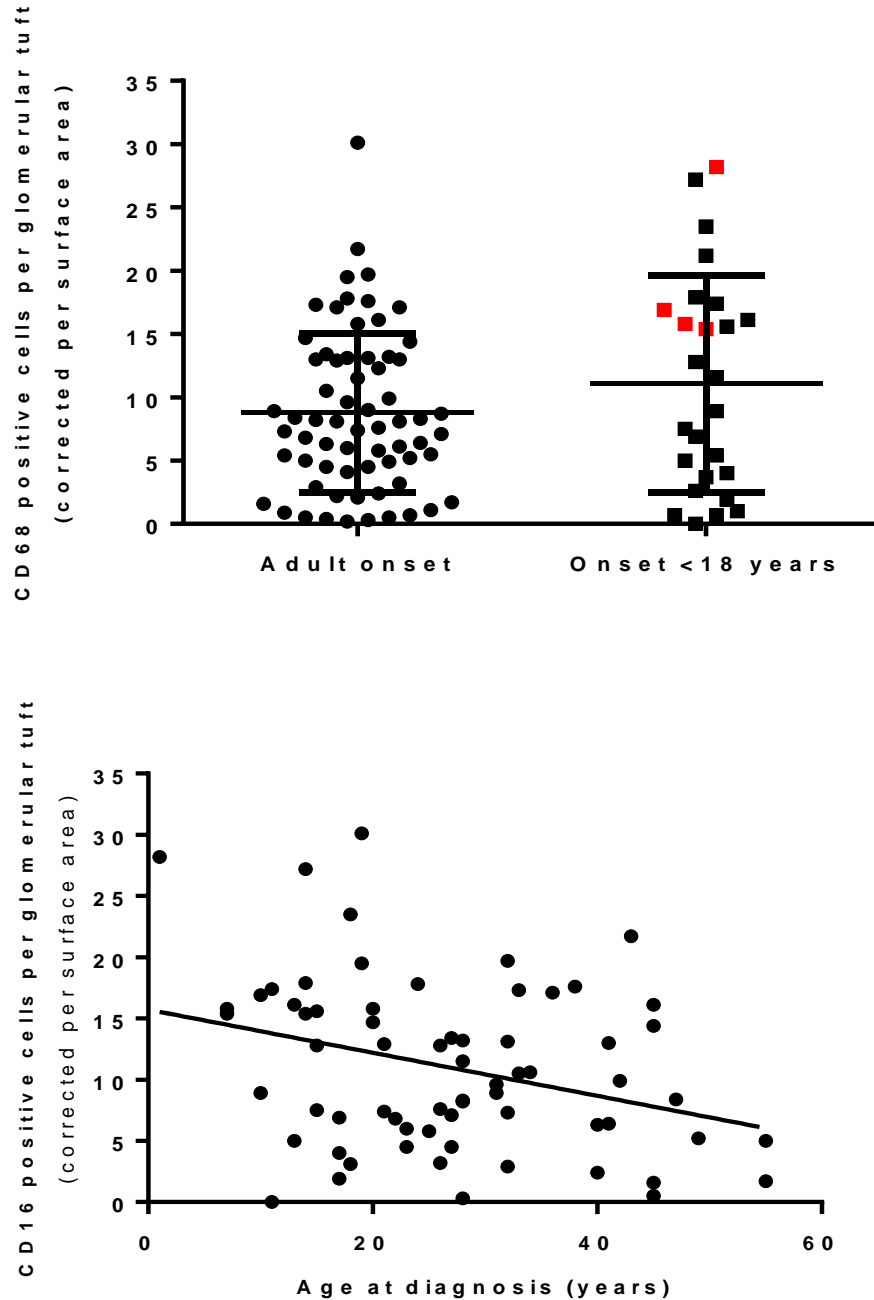 CD68 positive cells per glomerular tuft
(corrected per surface area)
35
30
25
20
15
10
5
0
Adult onset
Onset <18 years
CD16 positive cells per glomerular tuft
(corrected per surface area)
35
30
25
20
15
10
5
0
0
20
40
60
Age at diagnosis (years)